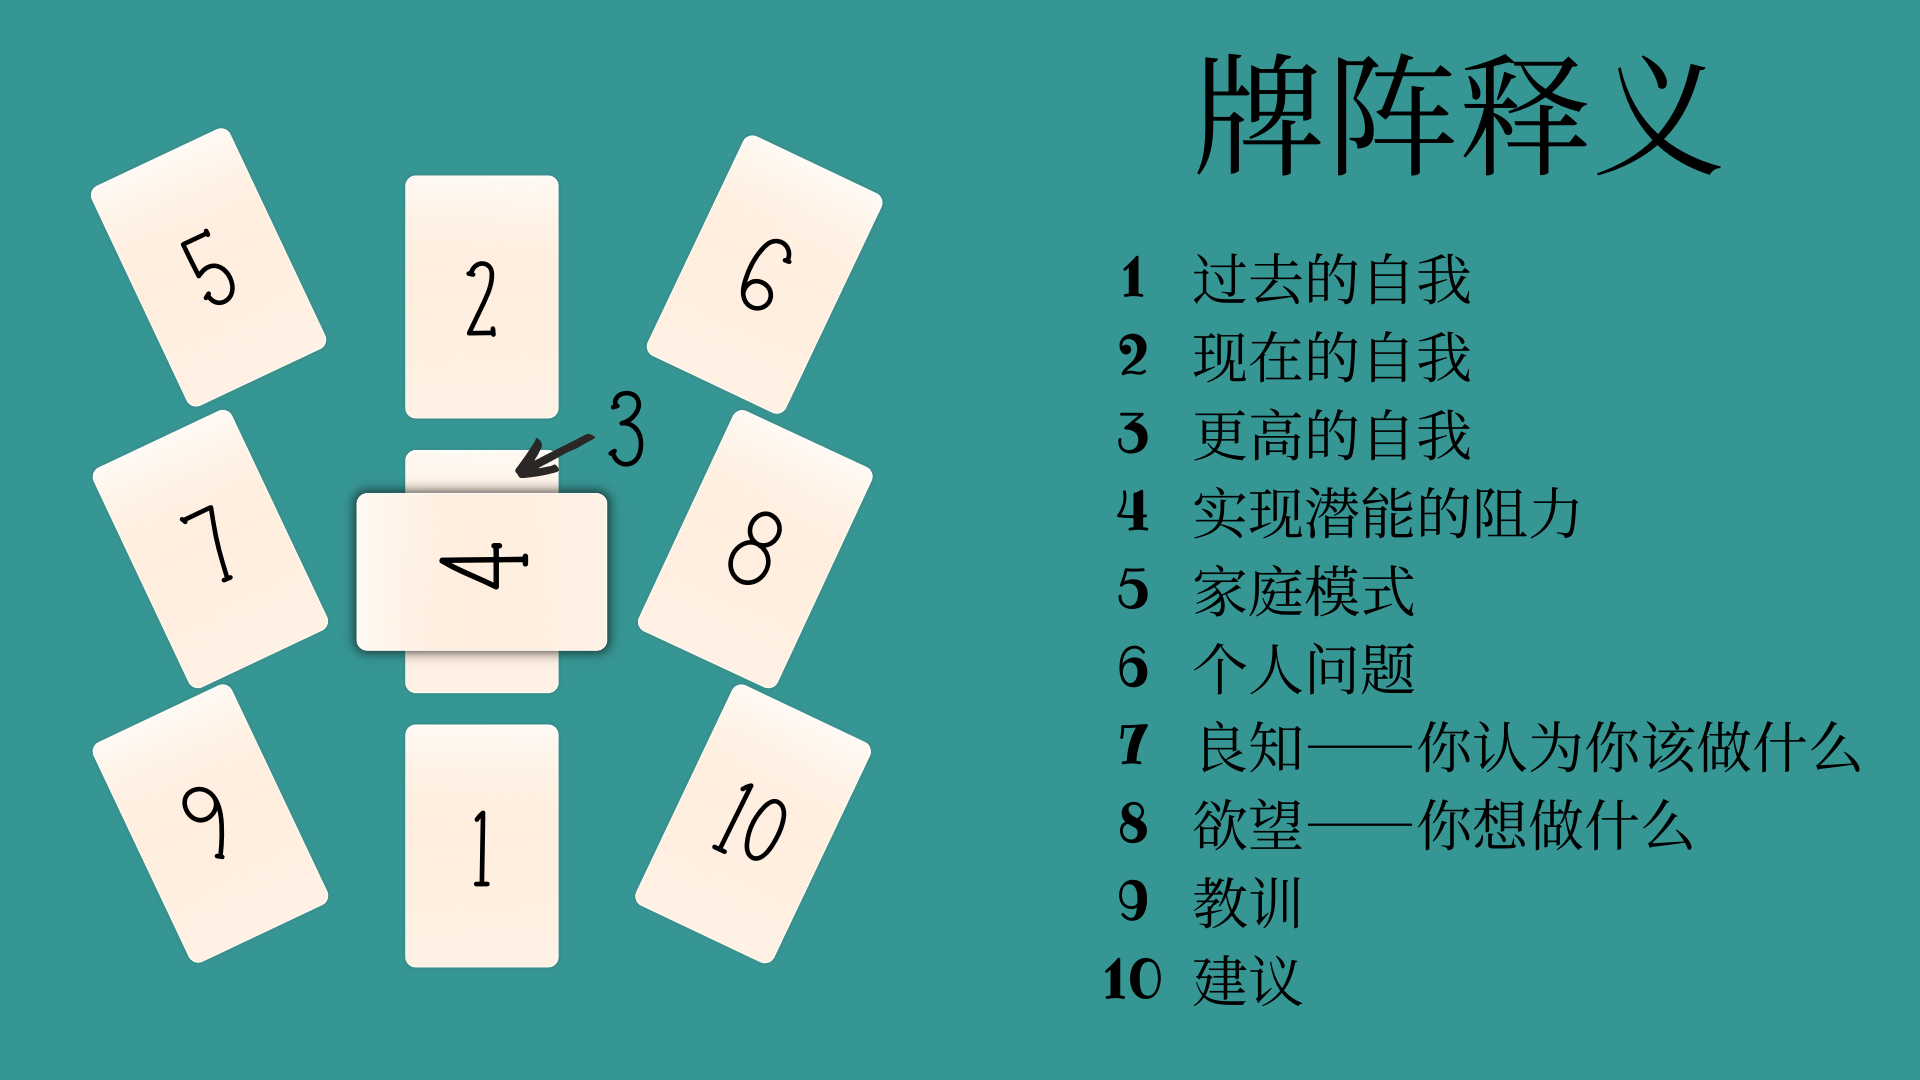 牌阵释义
5
2
6
3
7
4
8
9
1
10
1 过去的自我
2 现在的自我
3 更高的自我
4 实现潜能的阻力
5 家庭模式
6 个人问题
7 良知——你认为你该做什么
8 欲望——你想做什么
9 教训
10 建议